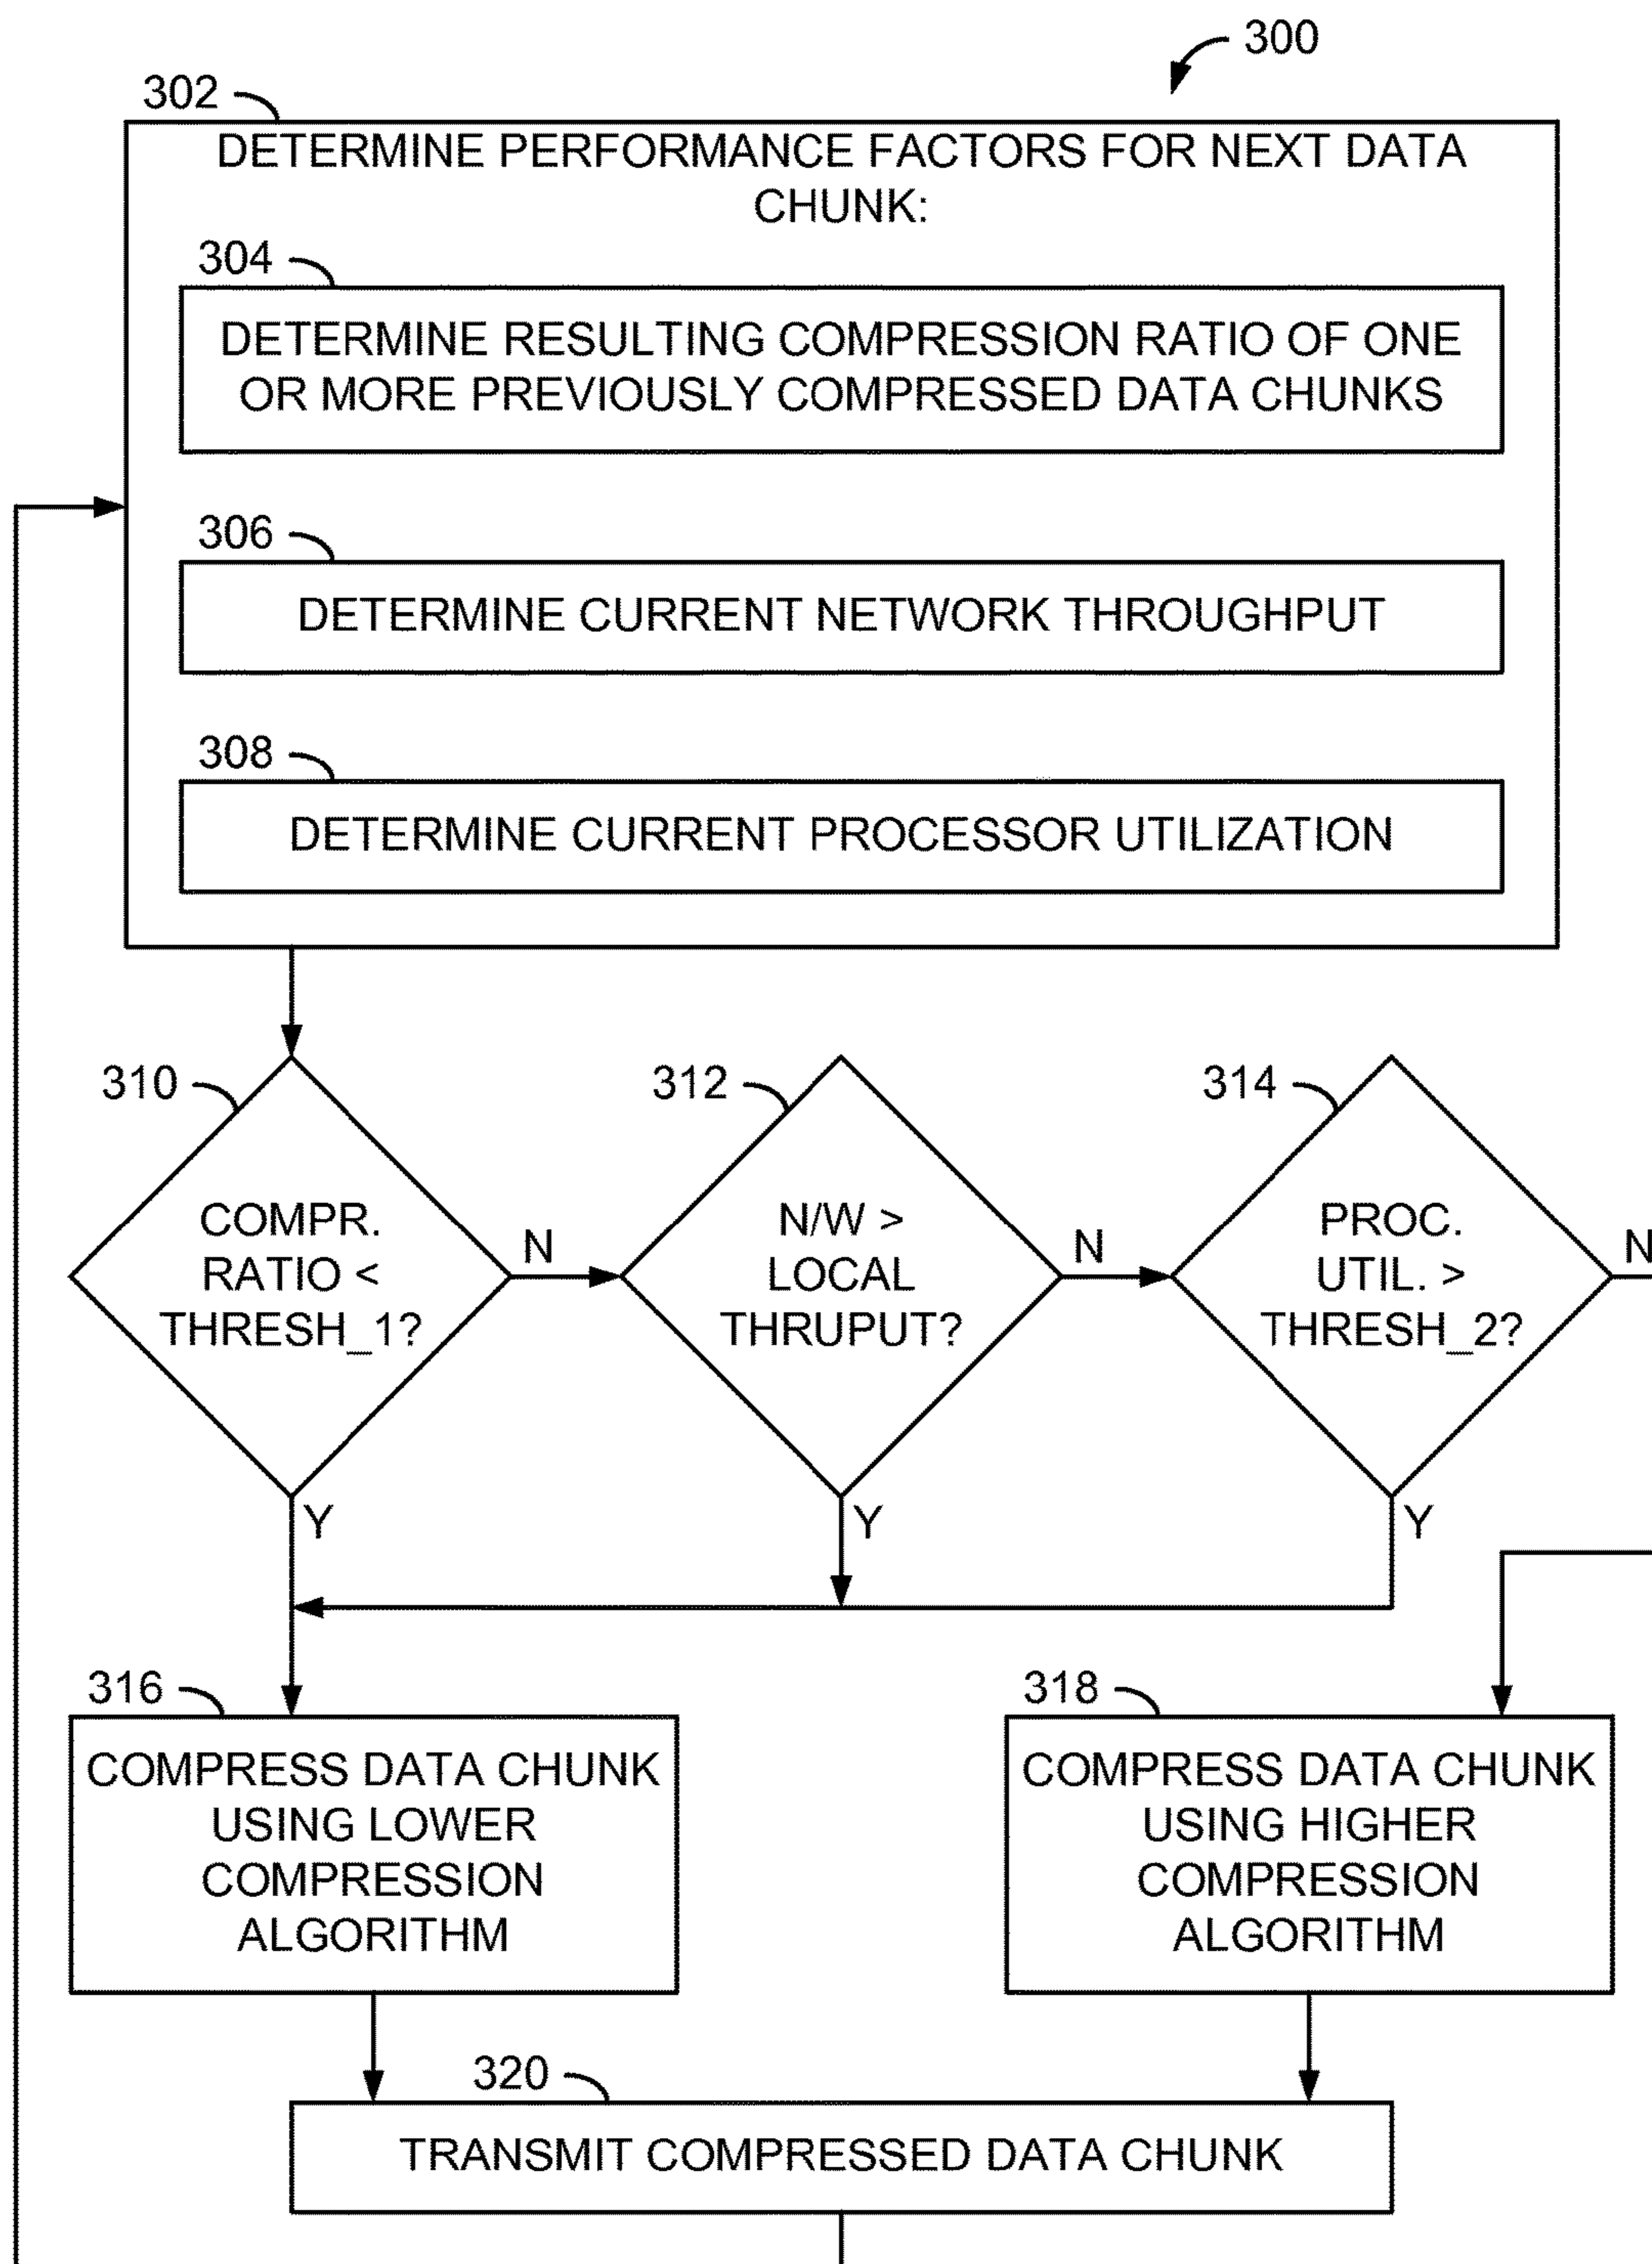 300
302
DETERMINE PERFORMANCE FACTORS FOR NEXT DATA
CHUNK:
304
DETERMINE RESULTING COMPRESSION RATIO OF ONE
OR MORE PREVIOUSLY COMPRESSED DATA CHUNKS
306
DETERMINE CURRENT NETWORK THROUGHPUT
308
DETERMINE CURRENT PROCESSOR UTILIZATION
310
COMPR.
RATIO <
THRESH_1?
N
Y
312
N/W >
LOCAL
THRUPUT?
N
Y
314
PROC.
UTIL. >
THRESH_2?
N
Y
316
COMPRESS DATA CHUNK
USING LOWER
COMPRESSION
ALGORITHM
318
COMPRESS DATA CHUNK
USING HIGHER
COMPRESSION
ALGORITHM
320
TRANSMIT COMPRESSED DATA CHUNK